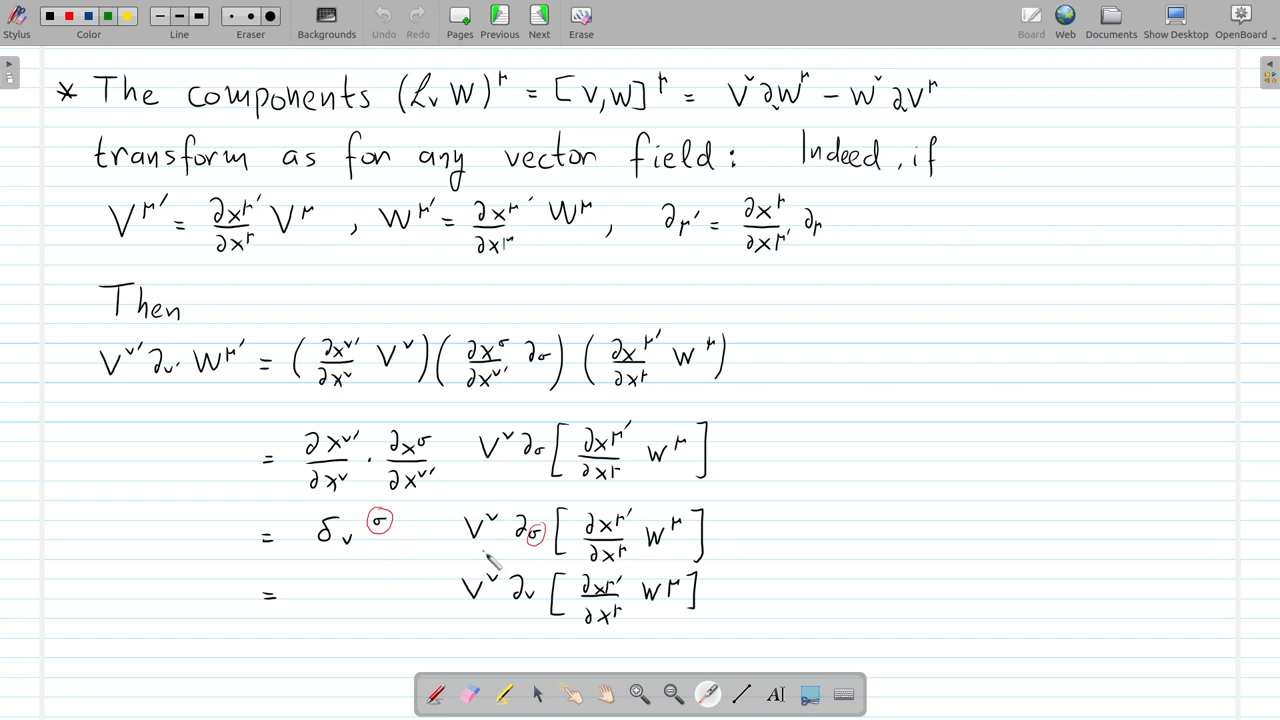 Stylus Color Line Eraser Backgrounds Undo Redo Pages Previous Next Erase Board Web Documents Show Desktop OpenBoard
* The components (ℒ_v W)^μ = [V,W]^μ = V^ν ∂_ν W^μ − W^ν ∂_ν V^μ
transform as for any vector field: Indeed, if
V^μ' = ∂x^μ'/∂x^μ V^μ , W^μ' = ∂x^μ'/∂x^μ W^μ , ∂_μ' = ∂x^μ/∂x^μ' ∂_μ
Then
V^ν' ∂_ν' W^μ' = (∂x^ν'/∂x^ν V^ν)(∂x^σ/∂x^ν' ∂_σ)(∂x^μ'/∂x^μ W^μ)
= ∂x^ν'/∂x^ν · ∂x^σ/∂x^ν' V^ν ∂_σ [∂x^μ'/∂x^μ W^μ]
= δ_ν^σ V^ν ∂_σ [∂x^μ'/∂x^μ W^μ]
= V^ν ∂_ν [∂x^μ'/∂x^μ W^μ]